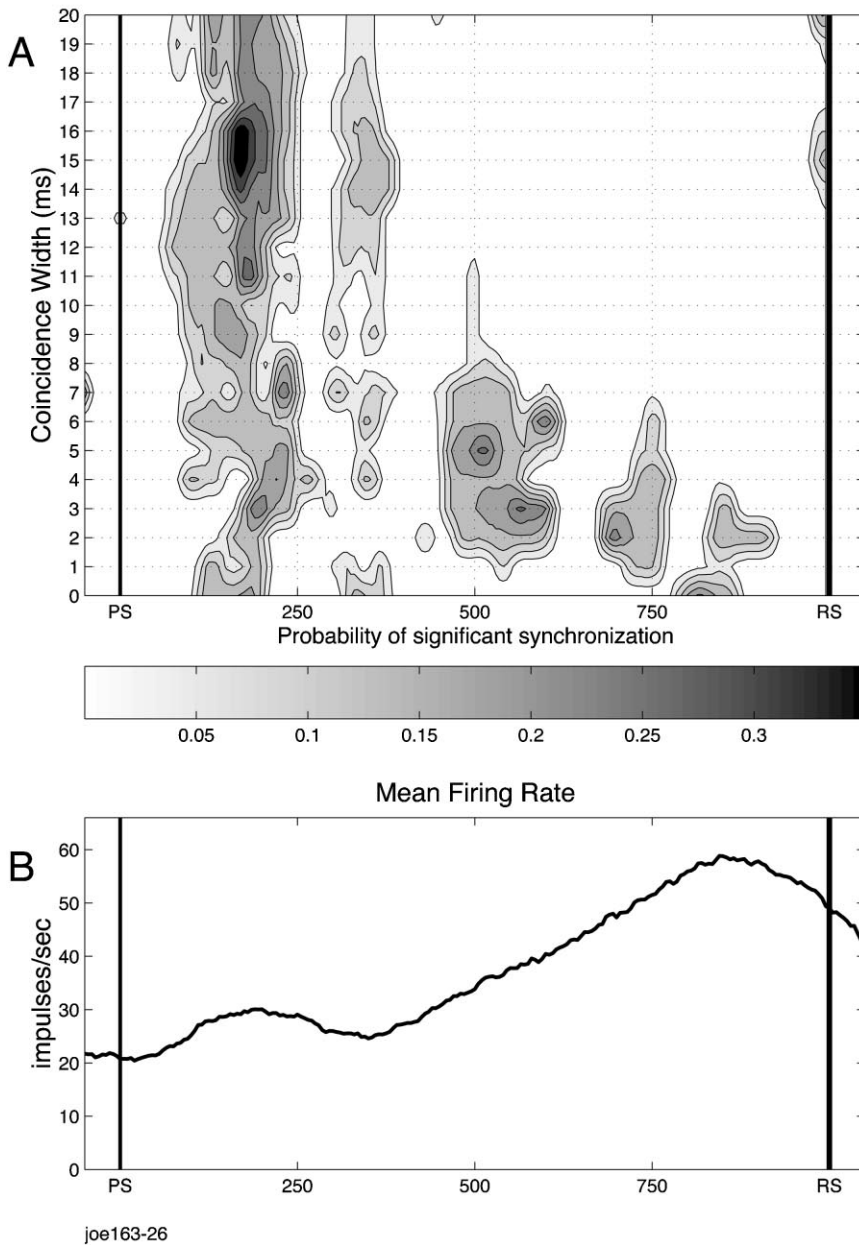 A
Coincidence Width (ms)
20
19
18
17
16
15
14
13
12
11
10
9
8
7
6
5
4
3
2
1
0
PS 250 500 750 RS
Probability of significant synchronization
0.05 0.1 0.15 0.2 0.25 0.3
Mean Firing Rate
B
impulses/sec
60
50
40
30
20
10
0
PS 250 500 750 RS
joe163-26